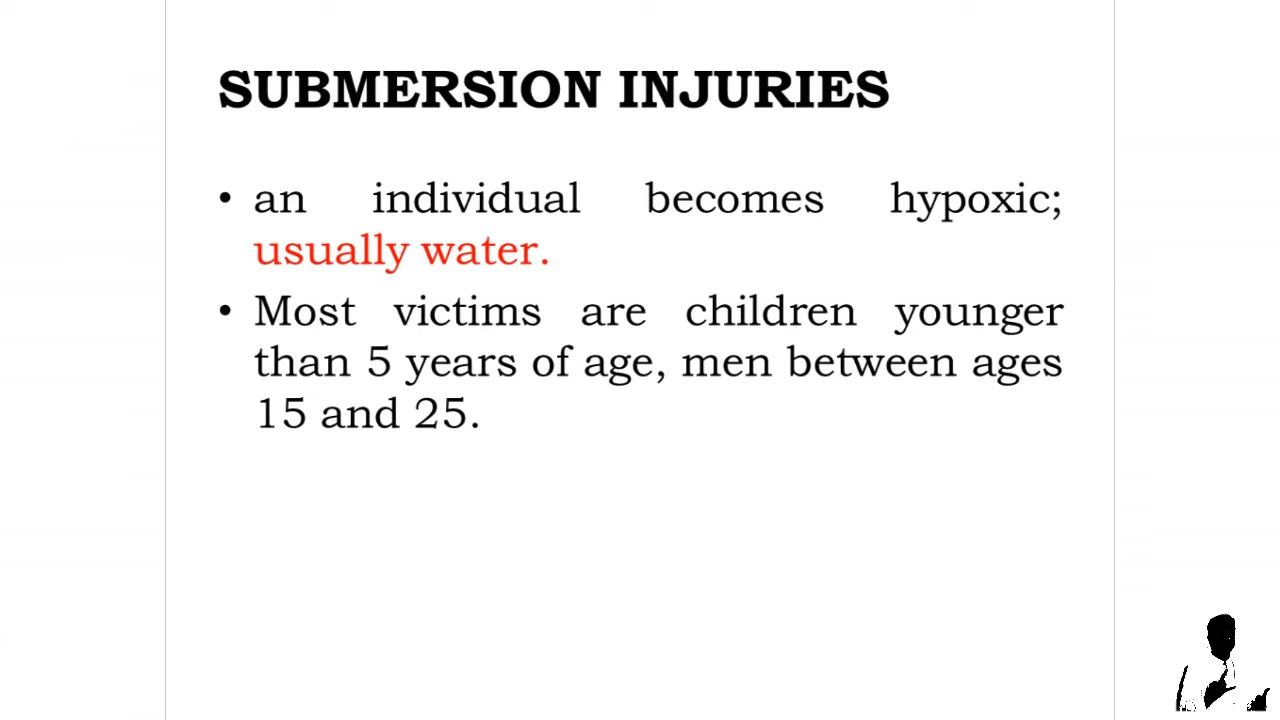 SUBMERSION INJURIES
• an individual becomes hypoxic;
usually water.
• Most victims are children younger
than 5 years of age, men between ages
15 and 25.